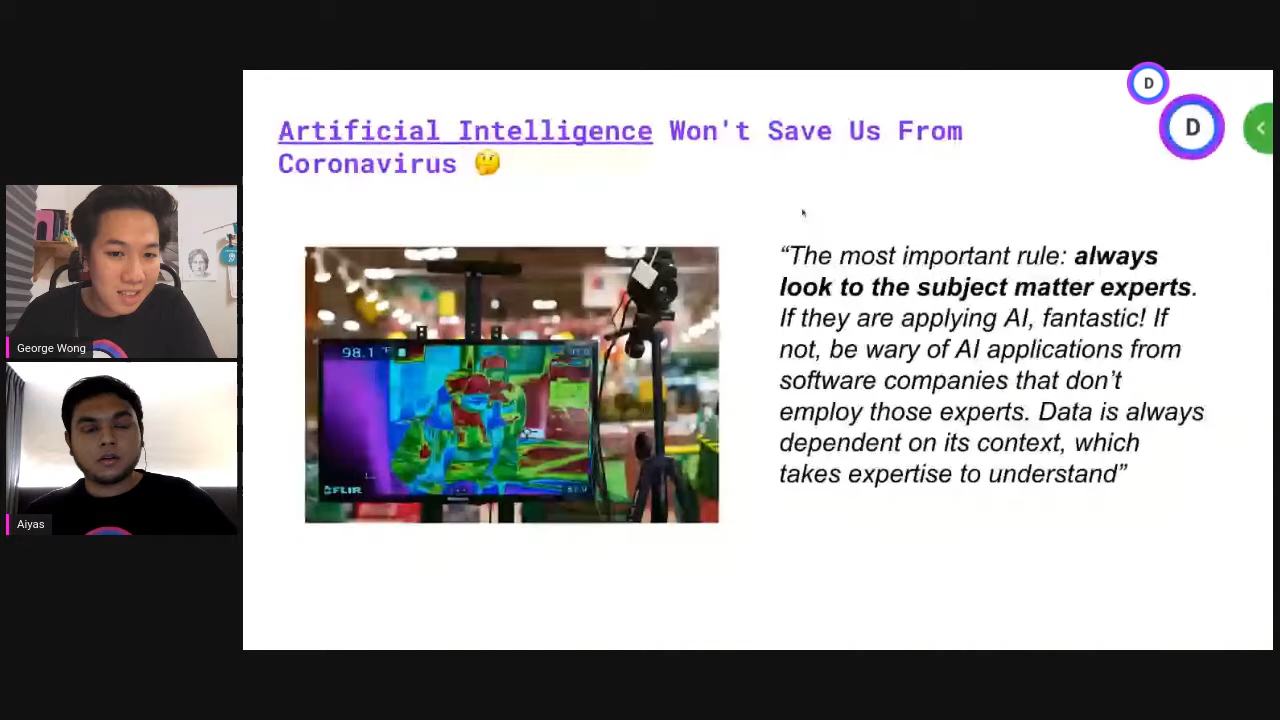 Artificial Intelligence Won't Save Us From
Coronavirus 🤔
D
D
George Wong
Aiyas
98.1 °F
FLIR
“The most important rule: always
look to the subject matter experts.
If they are applying AI, fantastic! If
not, be wary of AI applications from
software companies that don’t
employ those experts. Data is always
dependent on its context, which
takes expertise to understand”